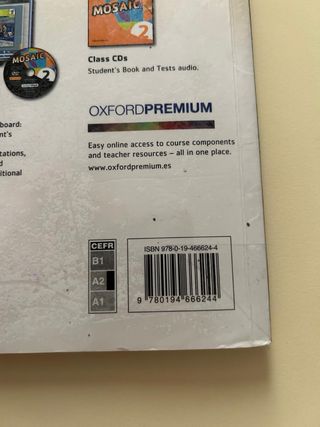 MOSAIC
2
MOSAIC
2
Class CDs
Student's Book and Tests audio.
board:
ent's
OXFORDPREMIUM
Easy online access to course components
and teacher resources – all in one place.
www.oxfordpremium.es
tations,
d
ditional
CEFR
B1
A2
A1
ISBN 978-0-19-466624-4
9 780194 666244